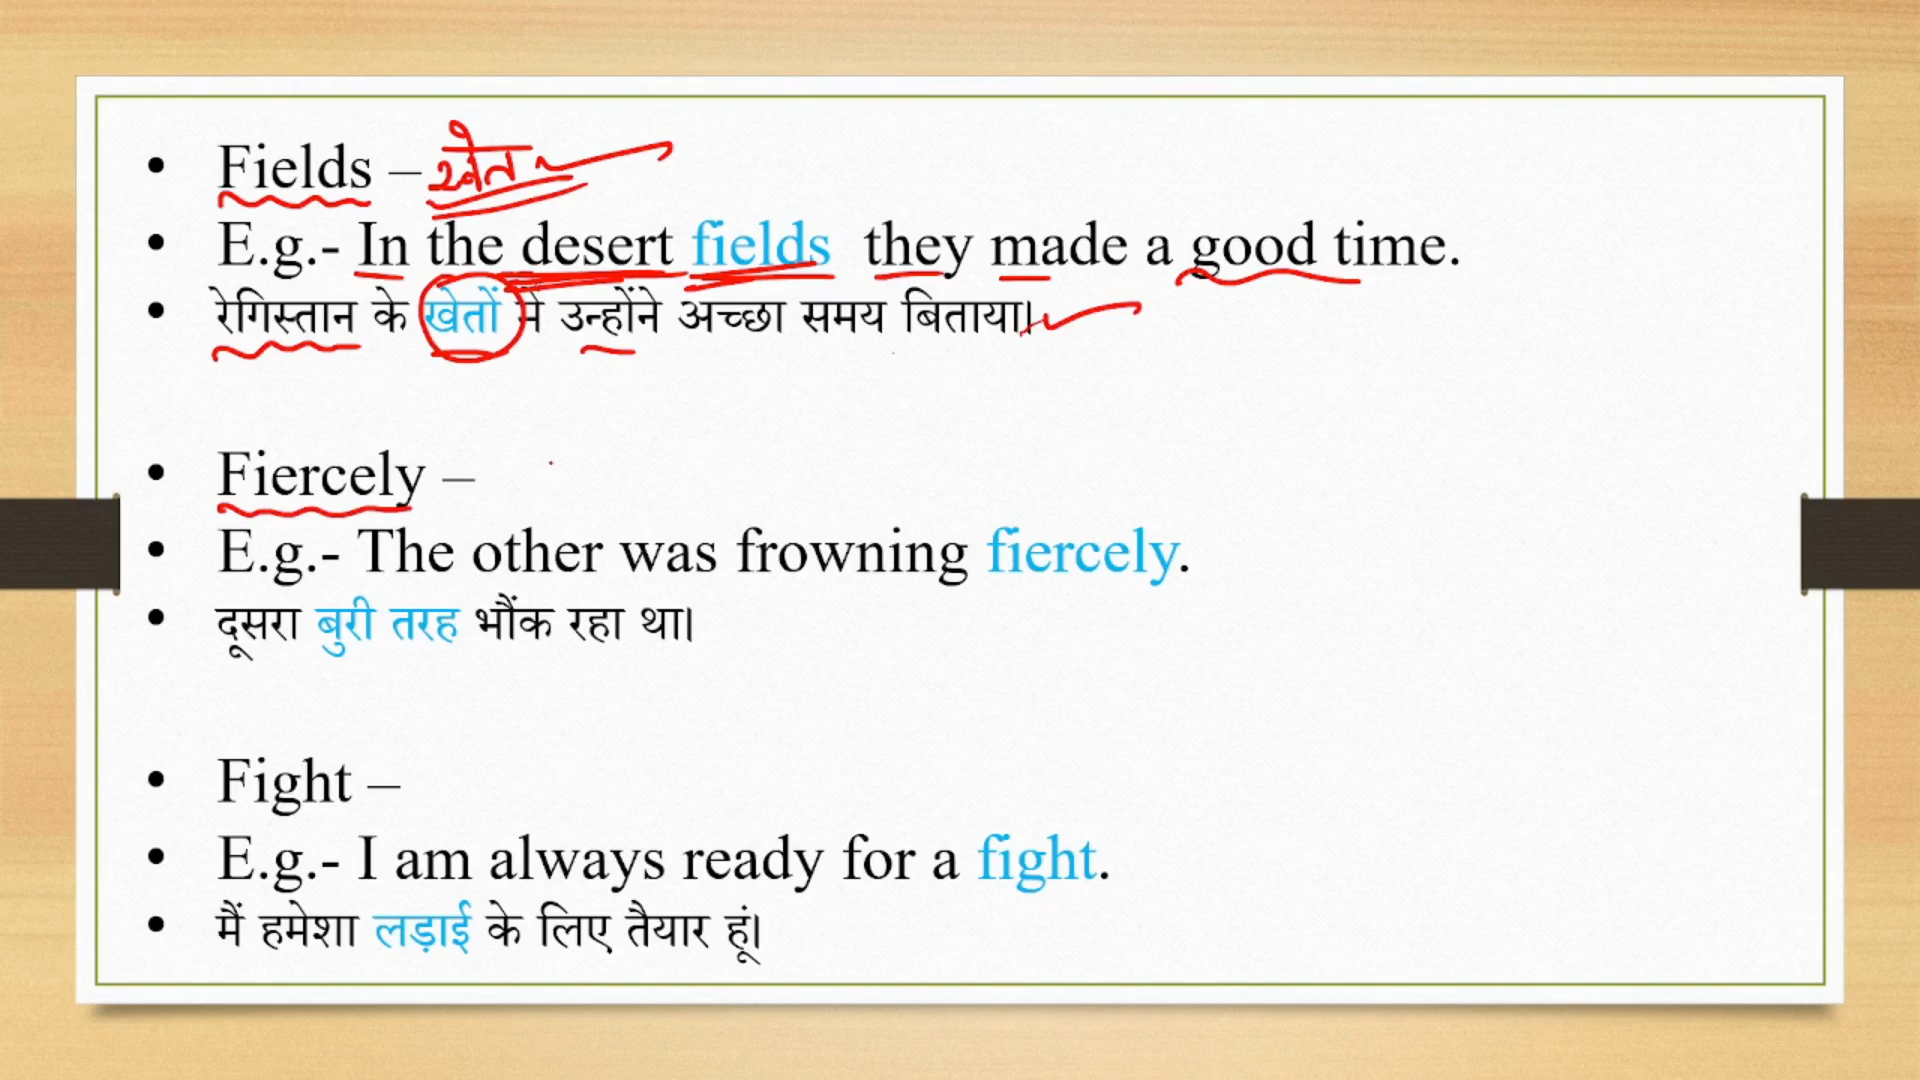 • Fields – खेत
• E.g.- In the desert fields they made a good time.
• रेगिस्तान के खेतों में उन्होंने अच्छा समय बिताया।
• Fiercely –
• E.g.- The other was frowning fiercely.
• दूसरा बुरी तरह भौंक रहा था।
• Fight –
• E.g.- I am always ready for a fight.
• मैं हमेशा लड़ाई के लिए तैयार हूं।